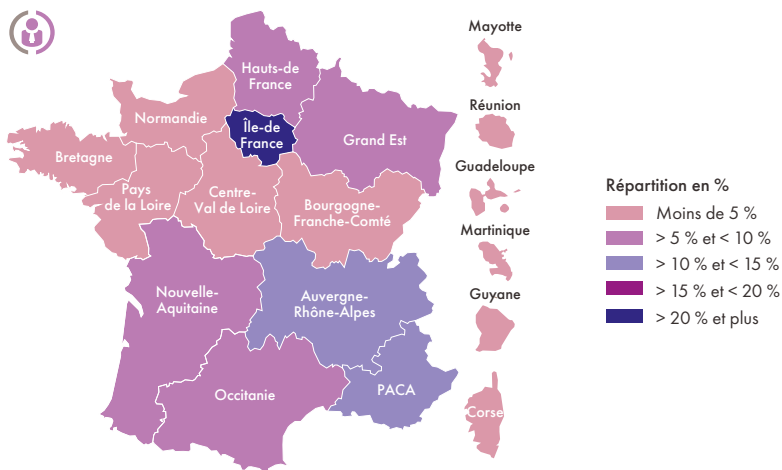 Hauts-de
France
Normandie
Île-de
France
Grand Est
Bretagne
Pays
de la Loire
Centre-
Val de Loire
Bourgogne-
Franche-Comté
Nouvelle-
Aquitaine
Auvergne-
Rhône-Alpes
Occitanie
PACA
Mayotte
Réunion
Guadeloupe
Martinique
Guyane
Corse
Répartition en %
Moins de 5 %
> 5 % et < 10 %
> 10 % et < 15 %
> 15 % et < 20 %
> 20 % et plus